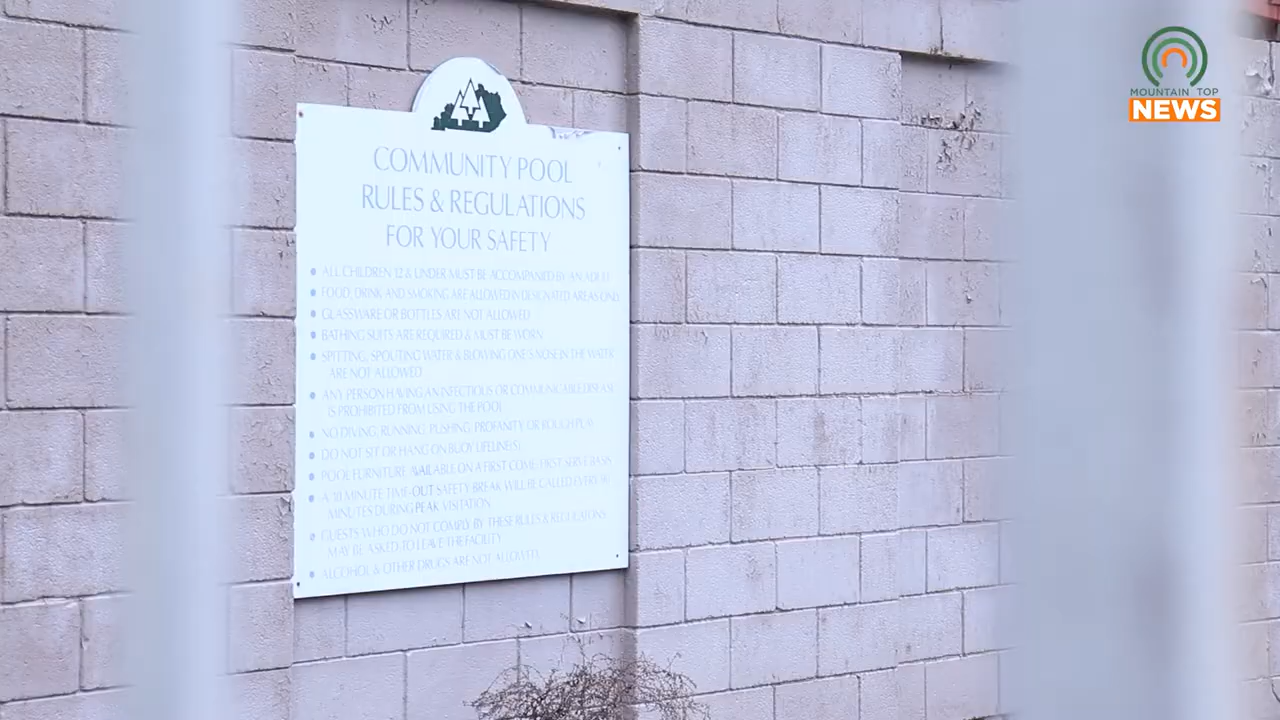 MOUNTAIN TOP
NEWS
COMMUNITY POOL
RULES & REGULATIONS
FOR YOUR SAFETY
• ALL CHILDREN 12 & UNDER MUST BE ACCOMPANIED BY AN ADULT
• FOOD, DRINK AND SMOKING ARE ALLOWED IN DESIGNATED AREAS ONLY
• GLASSWARE OR BOTTLES ARE NOT ALLOWED
• BATHING SUITS ARE REQUIRED & MUST BE WORN
• SPITTING, SPOUTING WATER & BLOWING ONE'S NOSE IN THE WATER
ARE NOT ALLOWED
• ANY PERSON HAVING AN INFECTIOUS OR COMMUNICABLE DISEASE
IS PROHIBITED FROM USING THE POOL
• NO DIVING, RUNNING, PUSHING, PROFANITY OR ROUGH PLAY
• DO NOT SIT OR HANG ON BUOY LIFELINE(S)
• POOL FURNITURE AVAILABLE ON A FIRST COME FIRST SERVE BASIS
• A 10 MINUTE TIME-OUT SAFETY BREAK WILL BE CALLED EVERY
MINUTES DURING PEAK VISITATION
• GUESTS WHO DO NOT COMPLY BY THESE RULES & REGULATIONS
MAY BE ASKED TO LEAVE THE FACILITY
• ALCOHOL & OTHER DRUGS ARE NOT ALLOWED